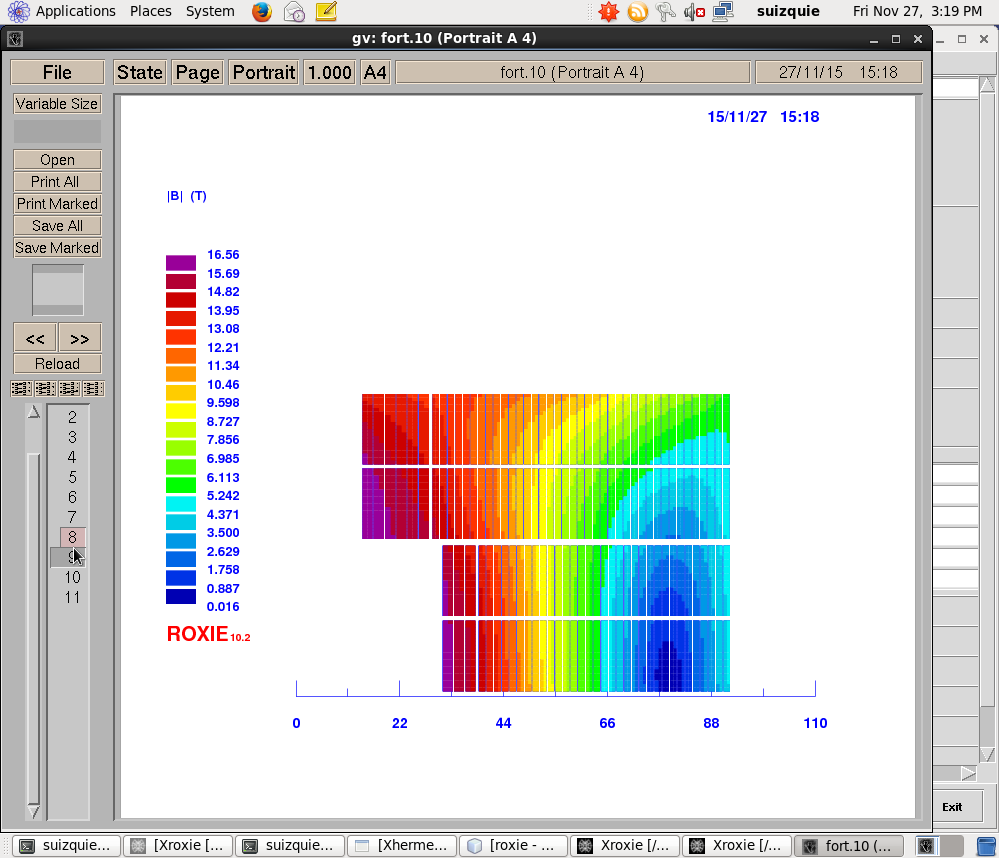 Applications Places System suizquie Fri Nov 27, 3:19 PM
gv: fort.10 (Portrait A 4)
File State Page Portrait 1.000 A4 fort.10 (Portrait A 4) 27/11/15 15:18
Variable Size
Open
Print All
Print Marked
Save All
Save Marked
<< >>
Reload
2
3
4
5
6
7
8
9
10
11
15/11/27 15:18
|B| (T)
16.56
15.69
14.82
13.95
13.08
12.21
11.34
10.46
9.598
8.727
7.856
6.985
6.113
5.242
4.371
3.500
2.629
1.758
0.887
0.016
ROXIE 10.2
0 22 44 66 88 110
Exit
suizquie... [Xroxie [... suizquie... [Xherme... [roxie - ... Xroxie [/... Xroxie [/... fort.10 (...